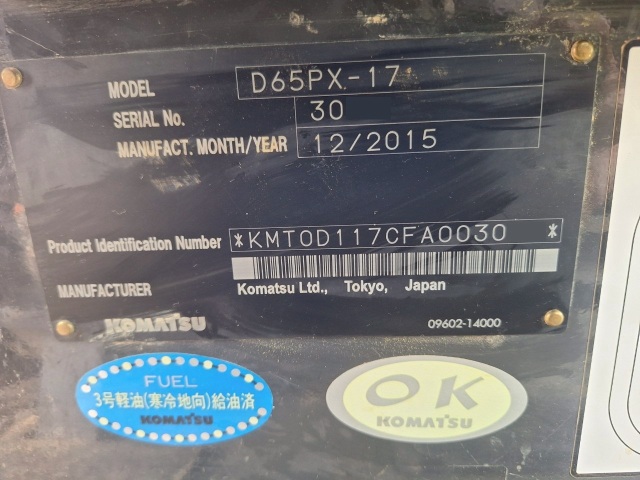 MODEL D65PX-17
SERIAL No. 30
MANUFACT. MONTH/YEAR 12/2015
Product Identification Number *KMT0D117CFA0030 *
MANUFACTURER Komatsu Ltd., Tokyo, Japan
KOMATSU 09602-14000
FUEL
3号軽油(寒冷地向)給油済
KOMATSU
OK
KOMATSU